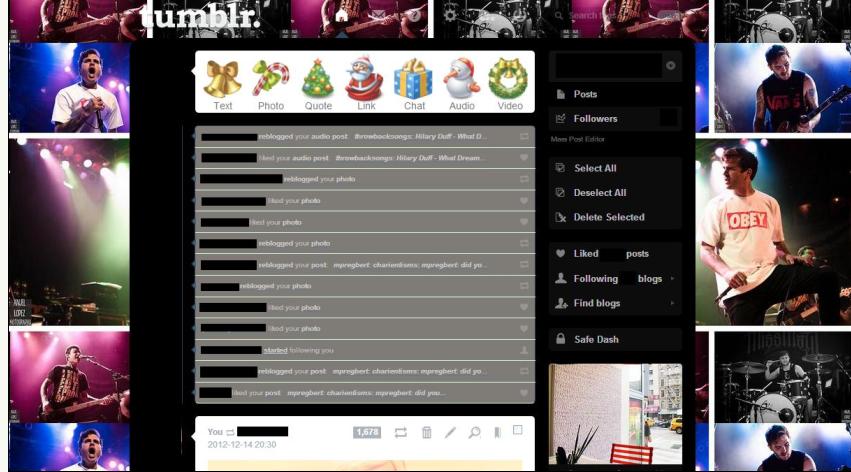 tumblr.
Text Photo Quote Link Chat Audio Video
reblogged your audio post #throwbacksongs: Hilary Duff - What D...
liked your audio post #throwbacksongs: Hilary Duff - What Dream...
reblogged your photo
liked your photo
liked your photo
reblogged your photo
reblogged your post mpregbert: charientisms: mpregbert: did yo...
reblogged your photo
liked your photo
liked your photo
started following you
reblogged your post mpregbert: charientisms: mpregbert: did yo...
liked your post mpregbert: charientisms: mpregbert: did you...
You
1,678
2012-12-14 20:30
Posts
Followers
Mass Post Editor
Select All
Deselect All
Delete Selected
Liked posts
Following blogs
Find blogs
Safe Dash
VANS
OBEY